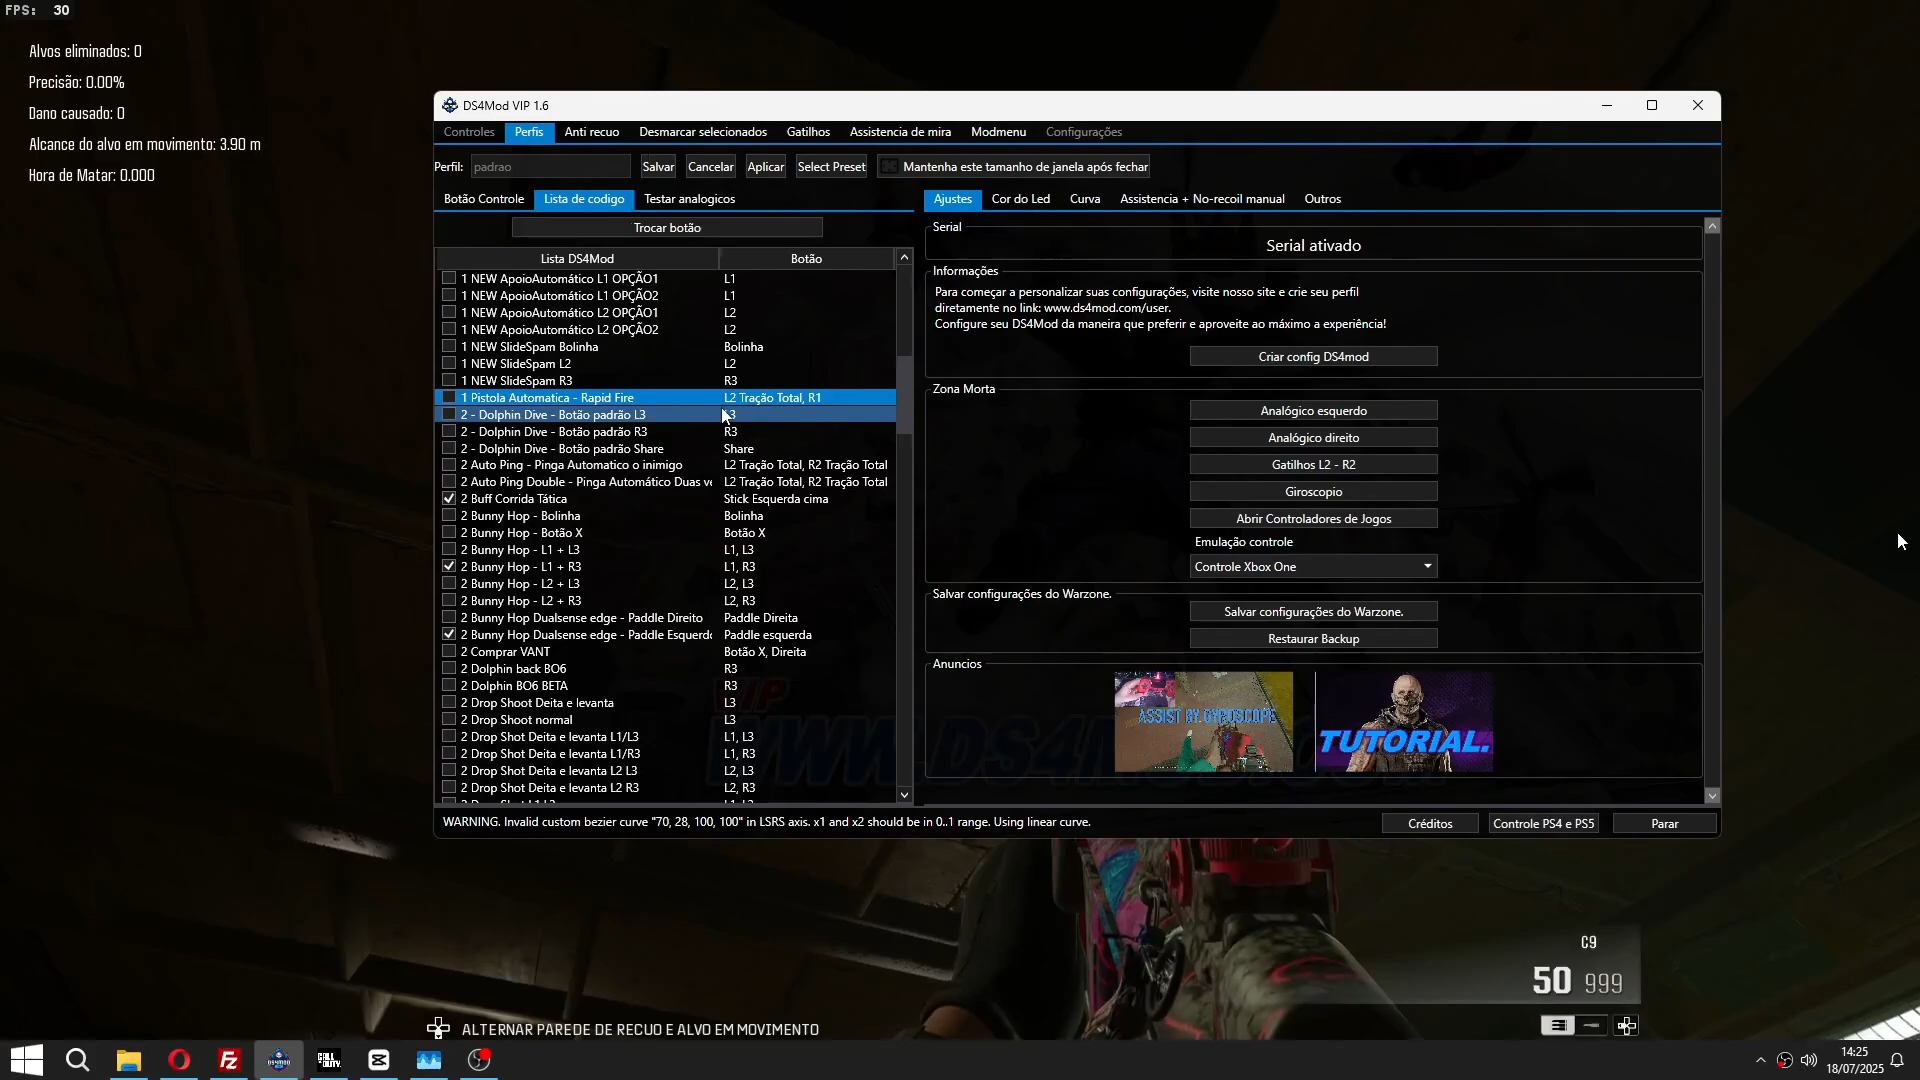 FPS: 30
Alvos eliminados: 0
Precisão: 0.00%
Dano causado: 0
Alcance do alvo em movimento: 3.90 m
Hora de Matar: 0.000
DS4Mod VIP 1.6
Controles Perfis Anti recuo Desmarcar selecionados Gatilhos Assistencia de mira Modmenu Configurações
Perfil: padrao Salvar Cancelar Aplicar Select Preset Mantenha este tamanho de janela após fechar
Botão Controle Lista de codigo Testar analogicos
Trocar botão
Lista DS4Mod Botão
1 NEW ApoioAutomático L1 OPÇÃO1 L1
1 NEW ApoioAutomático L1 OPÇÃO2 L1
1 NEW ApoioAutomático L2 OPÇÃO1 L2
1 NEW ApoioAutomático L2 OPÇÃO2 L2
1 NEW SlideSpam Bolinha Bolinha
1 NEW SlideSpam L2 L2
1 NEW SlideSpam R3 R3
1 Pistola Automatica - Rapid Fire L2 Tração Total, R1
2 - Dolphin Dive - Botão padrão L3
2 - Dolphin Dive - Botão padrão R3 R3
2 - Dolphin Dive - Botão padrão Share Share
2 Auto Ping - Pinga Automatico o inimigo L2 Tração Total, R2 Tração Total
2 Auto Ping Double - Pinga Automático Duas ve L2 Tração Total, R2 Tração Total
2 Buff Corrida Tática Stick Esquerda cima
2 Bunny Hop - Bolinha Bolinha
2 Bunny Hop - Botão X Botão X
2 Bunny Hop - L1 + L3 L1, L3
2 Bunny Hop - L1 + R3 L1, R3
2 Bunny Hop - L2 + L3 L2, L3
2 Bunny Hop - L2 + R3 L2, R3
2 Bunny Hop Dualsense edge - Paddle Direito Paddle Direita
2 Bunny Hop Dualsense edge - Paddle Esquerdo Paddle esquerda
2 Comprar VANT Botão X, Direita
2 Dolphin back BO6 R3
2 Dolphin BO6 BETA R3
2 Drop Shoot Deita e levanta L3
2 Drop Shoot normal L3
2 Drop Shot Deita e levanta L1/L3 L1, L3
2 Drop Shot Deita e levanta L1/R3 L1, R3
2 Drop Shot Deita e levanta L2 L3 L2, L3
2 Drop Shot Deita e levanta L2 R3 L2, R3
Ajustes Cor do Led Curva Assistencia + No-recoil manual Outros
Serial
Serial ativado
Informações
Para começar a personalizar suas configurações, visite nosso site e crie seu perfil
diretamente no link: www.ds4mod.com/user.
Configure seu DS4Mod da maneira que preferir e aproveite ao máximo a experiência!
Criar config DS4mod
Zona Morta
Analógico esquerdo
Analógico direito
Gatilhos L2 - R2
Giroscopio
Abrir Controladores de Jogos
Emulação controle
Controle Xbox One
Salvar configurações do Warzone.
Salvar configurações do Warzone.
Restaurar Backup
Anuncios
ASSIST BY GYROSCOPE
TUTORIAL.
WARNING. Invalid custom bezier curve "70, 28, 100, 100" in LSRS axis. x1 and x2 should be in 0..1 range. Using linear curve.
Créditos Controle PS4 e PS5 Parar
C9
50 999
ALTERNAR PAREDE DE RECUO E ALVO EM MOVIMENTO
14:25
18/07/2025